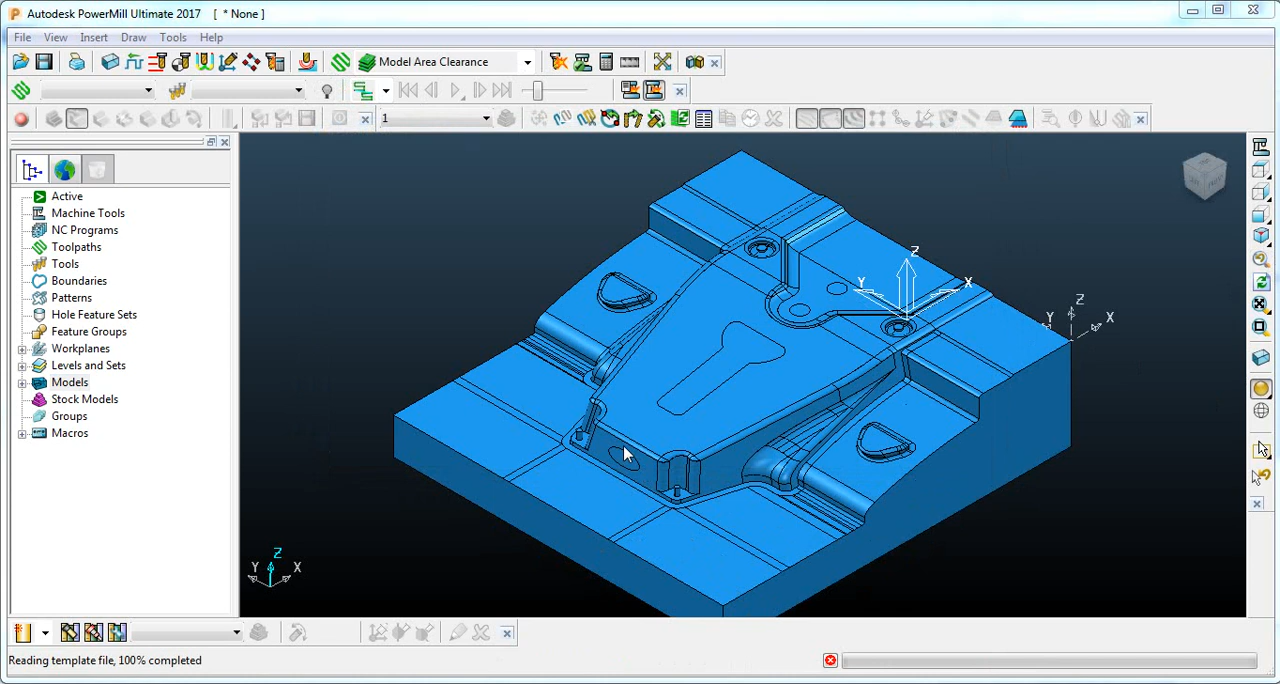 Autodesk PowerMill Ultimate 2017 [ * None ]
File View Insert Draw Tools Help
Model Area Clearance
1
Active
Machine Tools
NC Programs
Toolpaths
Tools
Boundaries
Patterns
Hole Feature Sets
Feature Groups
Workplanes
Levels and Sets
Models
Stock Models
Groups
Macros
Z
Y X
Z
Y X
Z
Y X
Reading template file, 100% completed